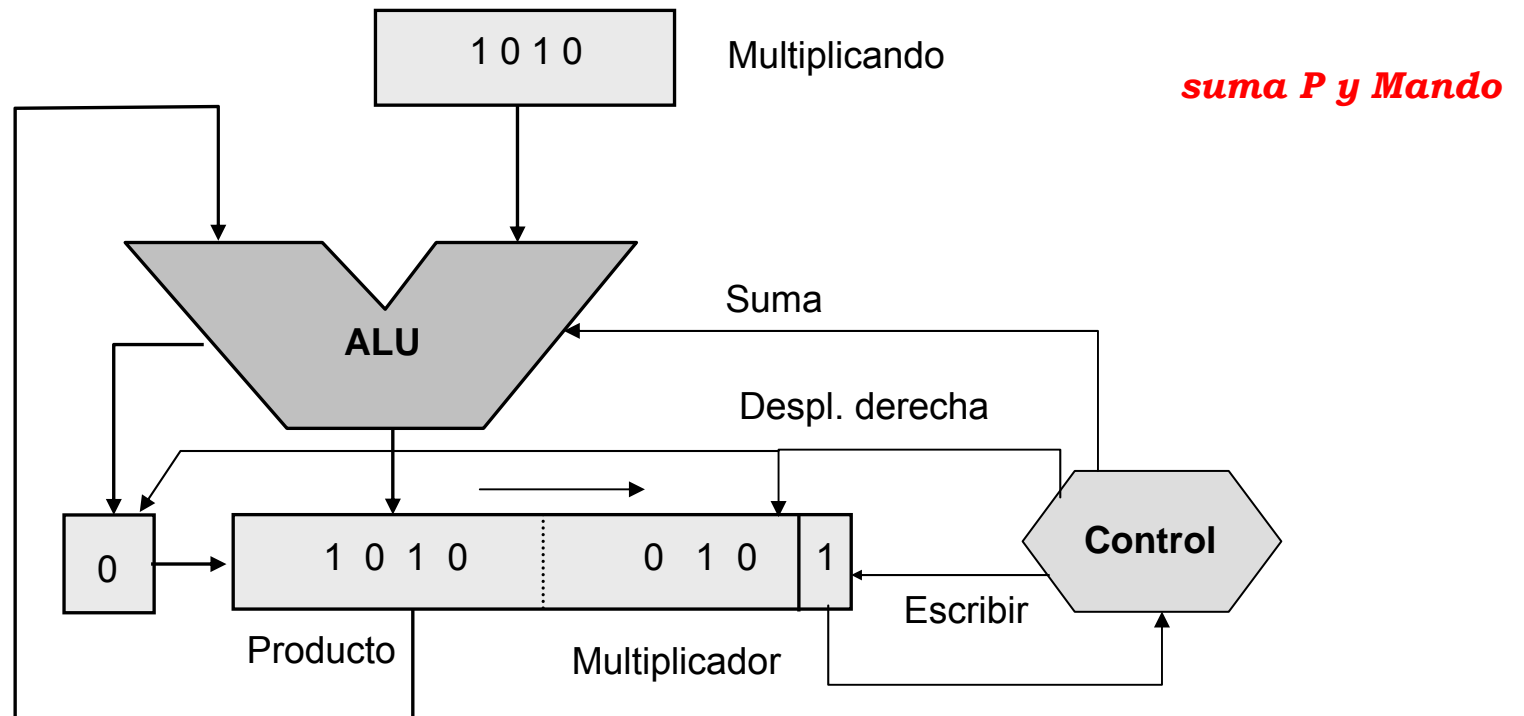 1 0 1 0
Multiplicando
suma P y Mando
Suma
ALU
Despl. derecha
0
1 0 1 0
0 1 0
1
Control
Escribir
Producto
Multiplicador